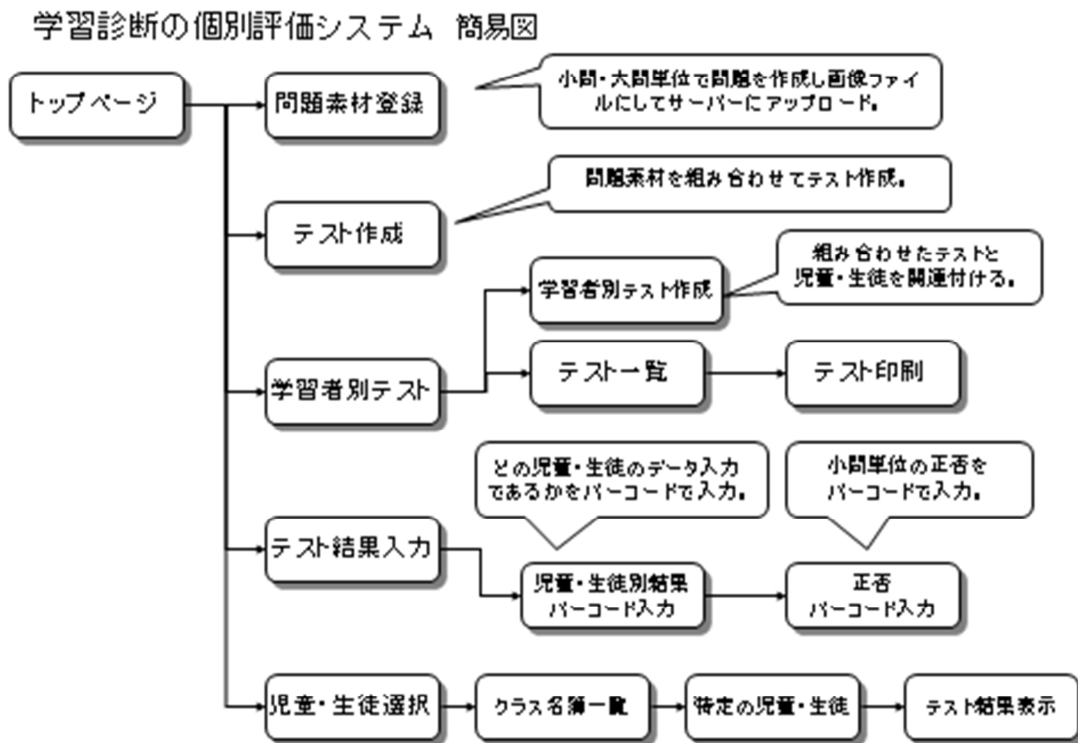 学習診断の個別評価システム 簡易図
トップページ
問題素材登録
小問・大問単位で問題を作成し画像ファイ
ルにしてサーバーにアップロード。
テスト作成
問題素材を組み合わせてテスト作成。
学習者別テスト
学習者別テスト作成
組み合わせたテストと
児童・生徒を関連付ける。
テスト一覧
テスト印刷
テスト結果入力
どの児童・生徒のデータ入力
であるかをバーコードで入力。
児童・生徒別結果
バーコード入力
小問単位の正否を
バーコードで入力。
正否
バーコード入力
児童・生徒選択
クラス名簿一覧
特定の児童・生徒
テスト結果表示